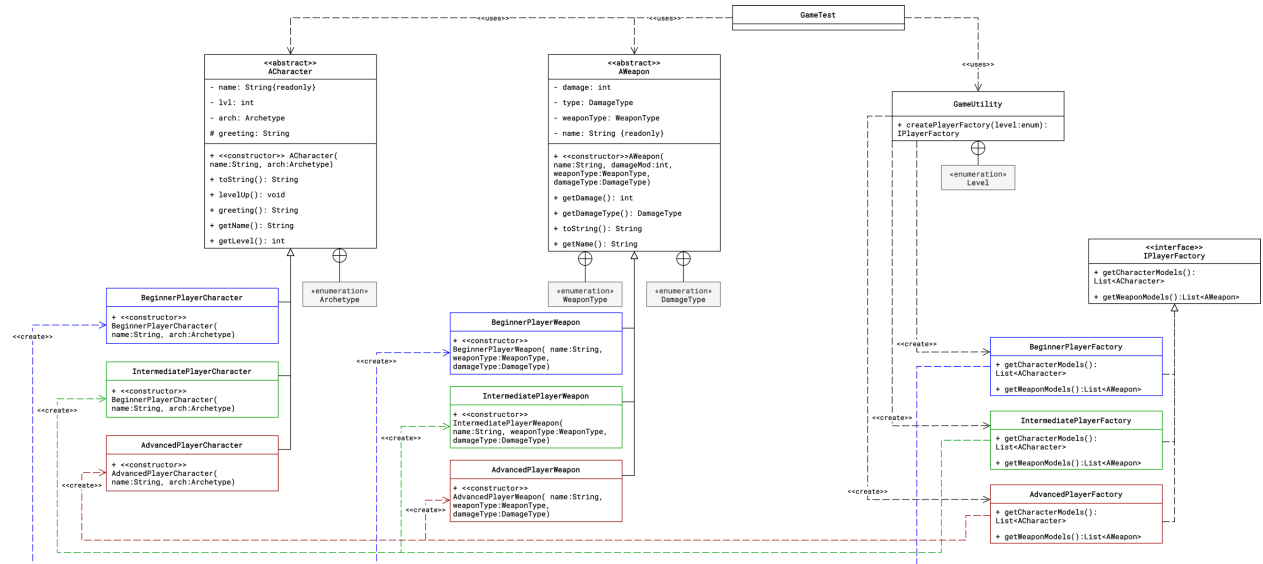 GameTest
<<uses>>
<<uses>>
<<abstract>>
ACharacter
- name: String{readonly}
- lvl: int
- arch: Archetype
# greeting: String
+ <<constructor>> ACharacter(
name:String, arch:Archetype)
+ toString(): String
+ levelUp(): void
+ greeting(): String
+ getName(): String
+ getLevel(): int
«enumeration»
Archetype
<<abstract>>
AWeapon
- damage: int
- type: DamageType
- weaponType: WeaponType
- name: String {readonly}
+ <<constructor>>AWeapon(
name:String, damageMod:int,
weaponType:WeaponType,
damageType:DamageType)
+ getDamage(): int
+ getDamageType(): DamageType
+ toString(): String
+ getName(): String
«enumeration»
WeaponType
«enumeration»
DamageType
<<uses>>
GameUtility
+ createPlayerFactory(level:enum):
IPlayerFactory
«enumeration»
Level
<<interface>>
IPlayerFactory
+ getCharacterModels():
List<ACharacter>
+ getWeaponModels():List<AWeapon>
BeginnerPlayerCharacter
+ <<constructor>>
BeginnerPlayerCharacter(
name:String, arch:Archetype)
<<create>>
IntermediatePlayerCharacter
+ <<constructor>>
BeginnerPlayerCharacter(
name:String, arch:Archetype)
<<create>>
AdvancedPlayerCharacter
+ <<constructor>>
AdvancedPlayerCharacter(
name:String, arch:Archetype)
<<create>>
BeginnerPlayerWeapon
+ <<constructor>>
BeginnerPlayerWeapon( name:String,
weaponType:WeaponType,
damageType:DamageType)
<<create>>
IntermediatePlayerWeapon
+ <<constructor>>
IntermediatePlayerWeapon(
name:String, weaponType:WeaponType,
damageType:DamageType)
<<create>>
AdvancedPlayerWeapon
+ <<constructor>>
AdvancedPlayerWeapon( name:String,
weaponType:WeaponType,
damageType:DamageType)
<<create>>
<<create>>
BeginnerPlayerFactory
+ getCharacterModels():
List<ACharacter>
+ getWeaponModels():List<AWeapon>
<<create>>
IntermediatePlayerFactory
+ getCharacterModels():
List<ACharacter>
+ getWeaponModels():List<AWeapon>
<<create>>
AdvancedPlayerFactory
+ getCharacterModels():
List<ACharacter>
+ getWeaponModels():List<AWeapon>